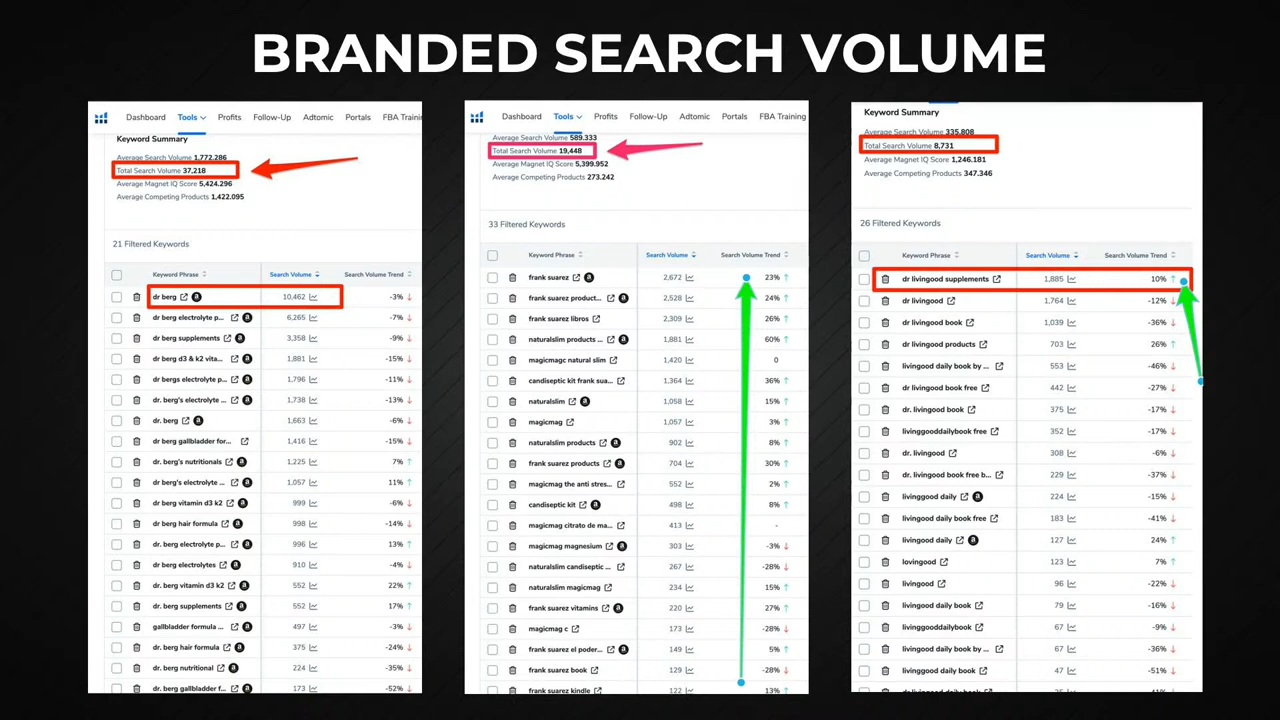 BRANDED SEARCH VOLUME
Dashboard Tools Profits Follow-Up Adtomic Portals FBA Trainin
Keyword Summary
Average Search Volume 1,772.286
Total Search Volume 37,218
Average Magnet IQ Score 5,424.296
Average Competing Products 1,422.095
21 Filtered Keywords
Keyword Phrase Search Volume Search Volume Trend
dr berg 10,462 -3%
dr berg electrolyte p... 6,265 -7%
dr berg supplements 3,358 -9%
dr berg d3 & k2 vita... 1,881 -15%
dr bergs electrolyte p... 1,796 -11%
dr. berg's electrolyte ... 1,738 -13%
dr. berg 1,663 -6%
dr berg gallbladder for... 1,416 -15%
dr berg's nutritionals 1,225 7%
dr berg's electrolyte ... 1,057 11%
dr berg vitamin d3 k2 999 -6%
dr berg hair formula 998 -14%
dr. berg electrolyte p... 996 13%
dr berg electrolytes 910 -4%
dr. berg vitamin d3 k2 552 22%
dr. berg supplements 552 17%
gallbladder formula ... 497 -3%
dr. berg hair formula 375 -24%
dr berg nutritional 224 -35%
dr. berg gallbladder f... 173 -52%
Dashboard Tools Profits Follow-Up Adtomic Portals FBA Training
Average Search Volume 589.333
Total Search Volume 19,448
Average Magnet IQ Score 5,399.952
Average Competing Products 273.242
33 Filtered Keywords
Keyword Phrase Search Volume Search Volume Trend
frank suarez 2,672 23%
frank suarez product... 2,528 24%
frank suarez libros 2,309 26%
naturalslim products ... 1,881 60%
magicmagc natural slim 1,420 0
candiseptic kit frank sua... 1,364 36%
naturalslim 1,058 15%
magicmag 1,057 3%
naturalslim products 902 8%
frank suarez products 704 30%
magicmag the anti stres... 552 2%
candiseptic kit 498 8%
magicmag citrato de ma... 413 -
magicmag magnesium 303 -3%
naturalslim candiseptic ... 267 -28%
naturalslim magicmag 234 15%
frank suarez vitamins 220 27%
magicmag c 173 -28%
frank suarez el poder... 149 5%
frank suarez book 129 -28%
frank suarez kindle 122 13%
Keyword Summary
Average Search Volume 335.808
Total Search Volume 8,731
Average Magnet IQ Score 1,246.181
Average Competing Products 347.346
26 Filtered Keywords
Keyword Phrase Search Volume Search Volume Trend
dr livingood supplements 1,885 10%
dr livingood 1,764 -12%
dr livingood book 1,039 -36%
dr livingood products 703 26%
livingood daily book by ... 553 -46%
dr livingood book free 442 -27%
dr. livingood book 375 -17%
livinggooddailybook free 352 -17%
dr. livingood 308 -6%
dr. livingood book free b... 229 -37%
livinggood daily 224 -15%
livingood daily book free 183 -41%
livingood daily 127 24%
lovingood 123 7%
livingood 96 -22%
livingood daily book 79 -16%
livinggooddailybook 67 -9%
livinggood daily book by ... 67 -36%
livinggood daily book 47 -51%